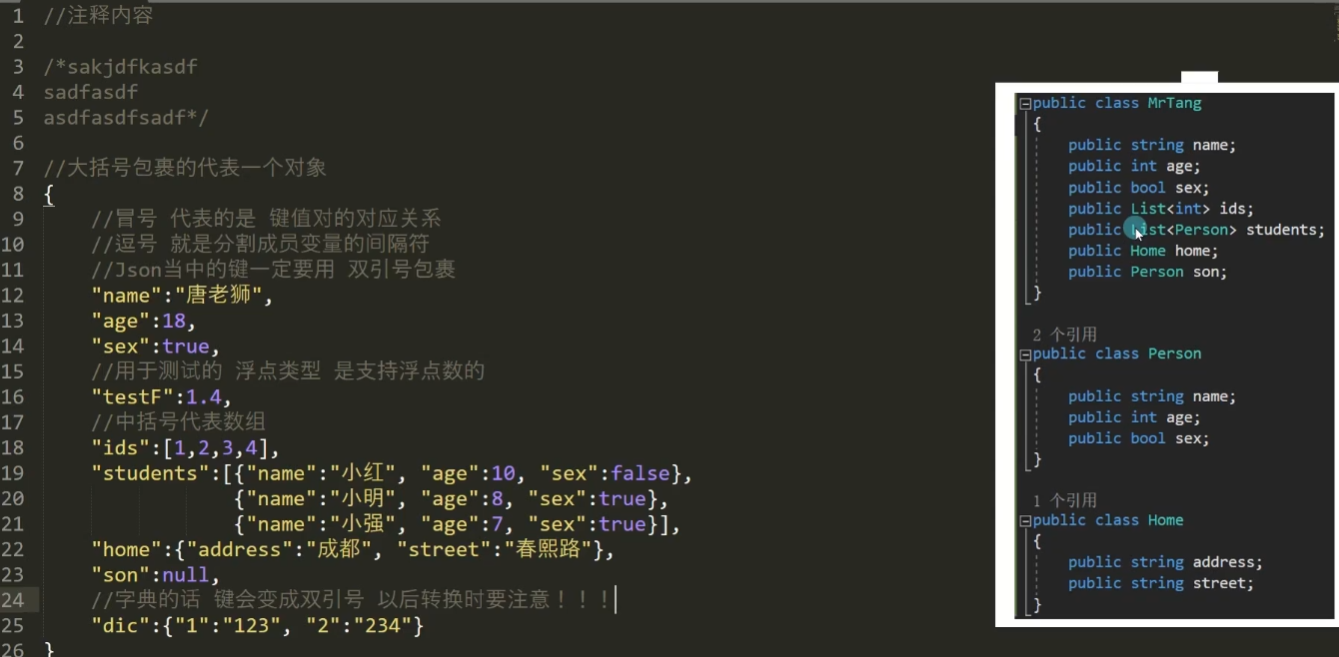 1 //注释内容
2
3 /*sakjdfkasdf
4 sadfasdf
5 asdfasdfsadf*/
6
7 //大括号包裹的代表一个对象
8 {
9 //冒号 代表的是 键值对的对应关系
10 //逗号 就是分割成员变量的间隔符
11 //Json当中的键一定要用 双引号包裹
12 "name":"唐老狮",
13 "age":18,
14 "sex":true,
15 //用于测试的 浮点类型 是支持浮点数的
16 "testF":1.4,
17 //中括号代表数组
18 "ids":[1,2,3,4],
19 "students":[{"name":"小红", "age":10, "sex":false},
20 {"name":"小明", "age":8, "sex":true},
21 {"name":"小强", "age":7, "sex":true}],
22 "home":{"address":"成都", "street":"春熙路"},
23 "son":null,
24 //字典的话 键会变成双引号 以后转换时要注意！！！
25 "dic":{"1":"123", "2":"234"}
26 }
public class MrTang
{
public string name;
public int age;
public bool sex;
public List<int> ids;
public List<Person> students;
public Home home;
public Person son;
}
2 个引用
public class Person
{
public string name;
public int age;
public bool sex;
}
1 个引用
public class Home
{
public string address;
public string street;
}